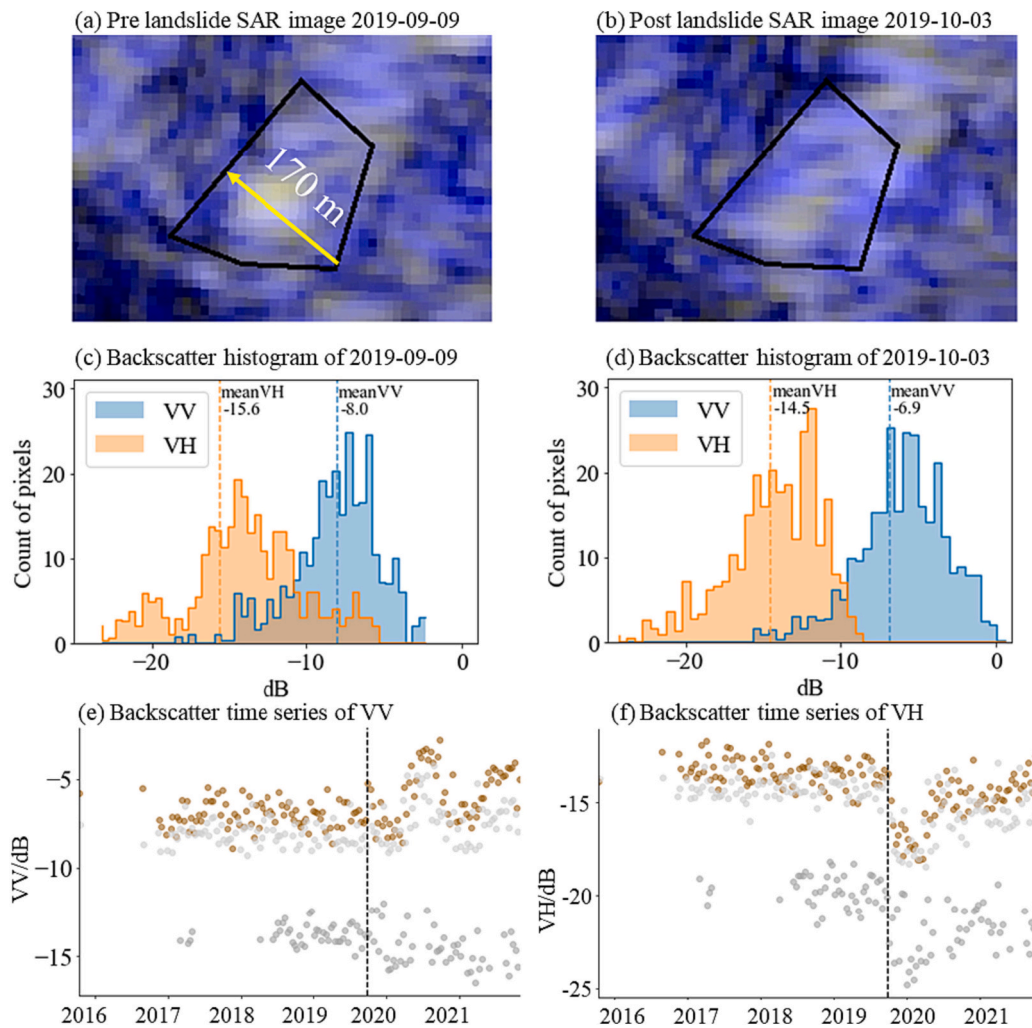 (a) Pre landslide SAR image 2019-09-09
(b) Post landslide SAR image 2019-10-03
170 m
(c) Backscatter histogram of 2019-09-09
(d) Backscatter histogram of 2019-10-03
30
20
10
0
Count of pixels
VV
VH
meanVH
-15.6
meanVV
-8.0
−20
−10
0
dB
30
20
10
0
Count of pixels
VV
VH
meanVH
-14.5
meanVV
-6.9
−20
−10
0
dB
(e) Backscatter time series of VV
(f) Backscatter time series of VH
−5
−10
−15
VV/dB
2016 2017 2018 2019 2020 2021
-15
-20
-25
VH/dB
2016 2017 2018 2019 2020 2021